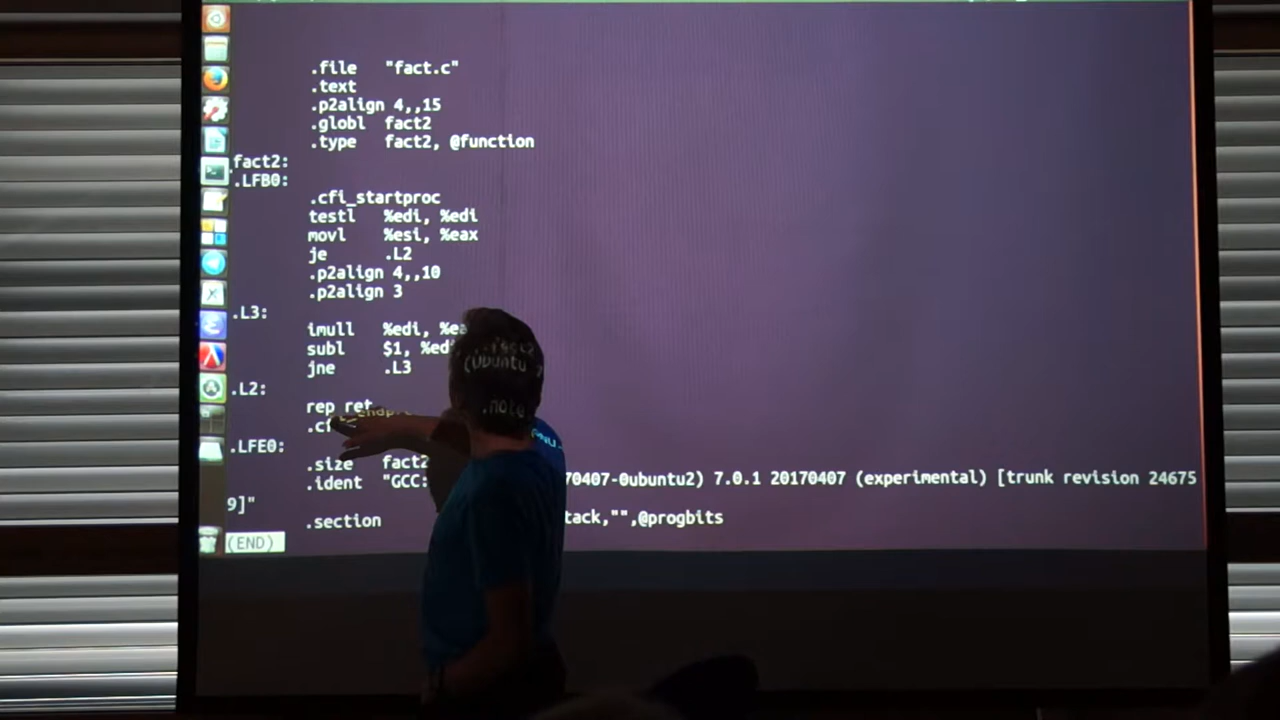 .file "fact.c"
.text
.p2align 4,,15
.globl fact2
.type fact2, @function
fact2:
.LFB0:
.cfi_startproc
testl %edi, %edi
movl %esi, %eax
je .L2
.p2align 4,,10
.p2align 3
.L3:
imull %edi,
subl $1,
jne .L3
.L2:
rep ret
.LFE0:
.size fact2
.ident "GCC: (Ubuntu 70407-0ubuntu2) 7.0.1 20170407 (experimental) [trunk revision 24675
9]"
.section .note tack,"",@progbits
(END)